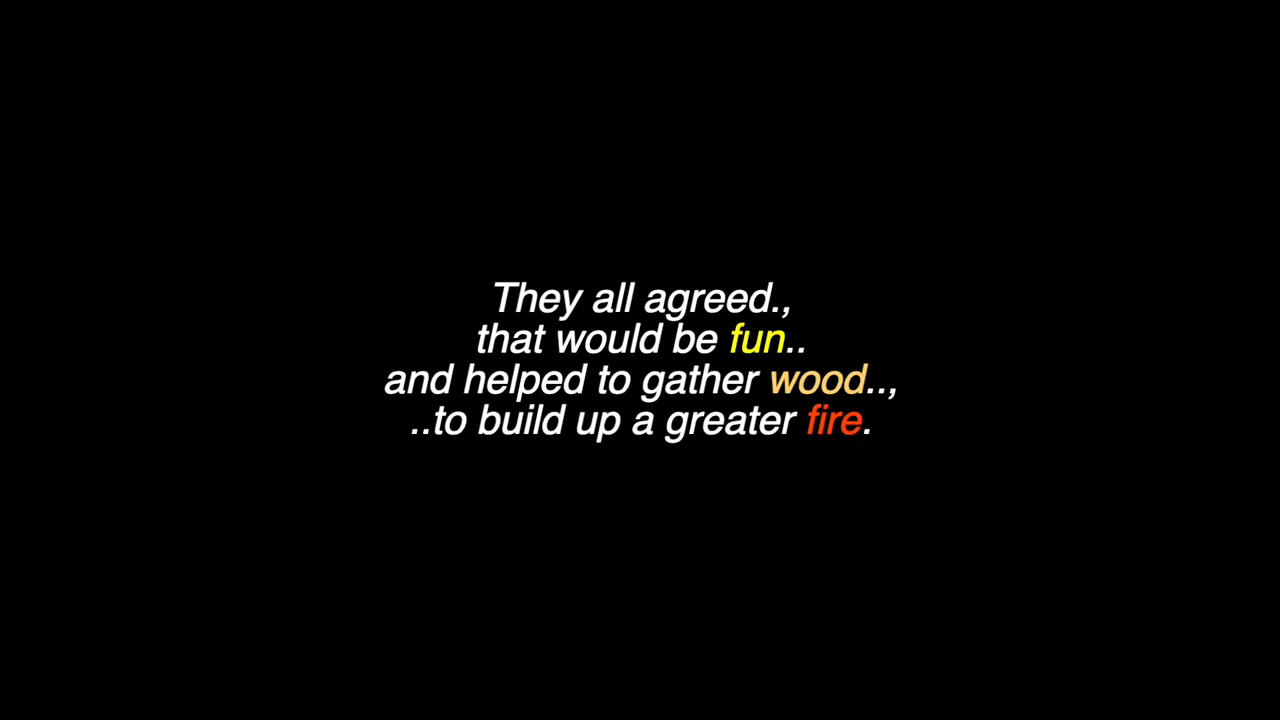 They all agreed.,
that would be fun..
and helped to gather wood..,
..to build up a greater fire.